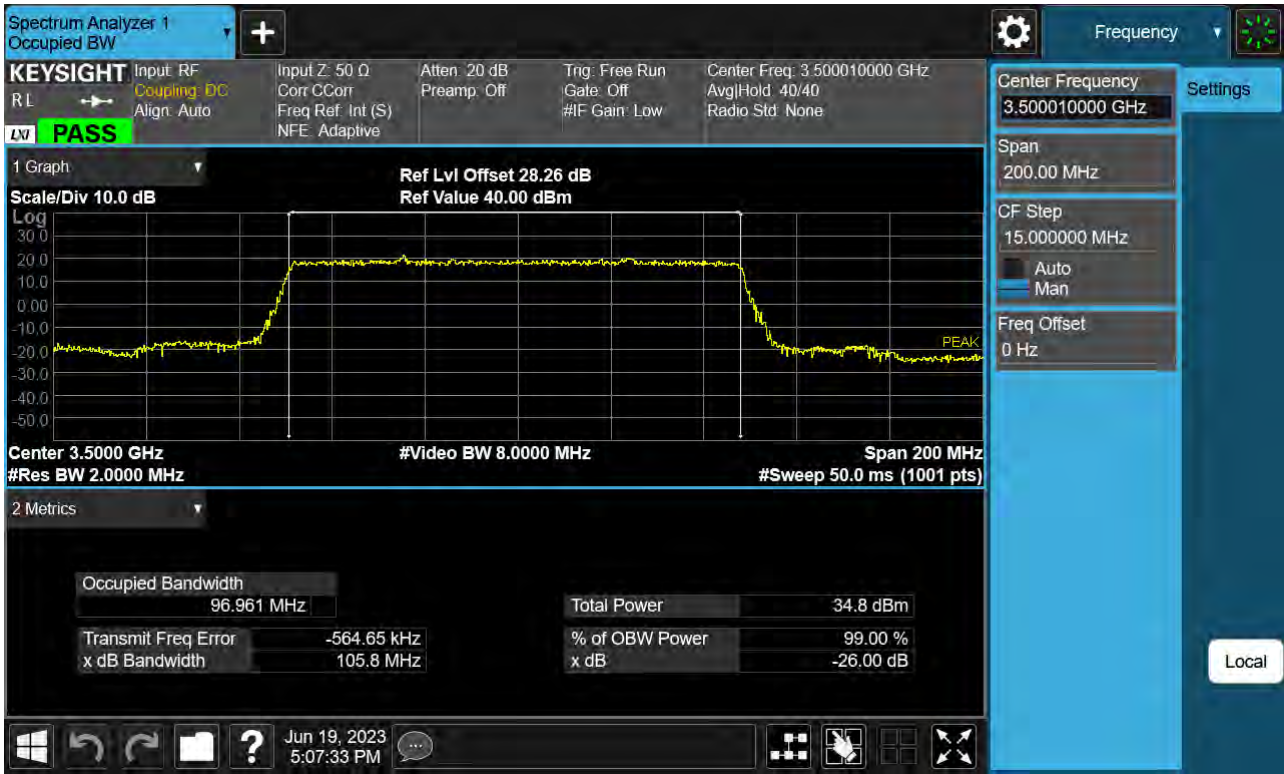 Spectrum Analyzer 1
Occupied BW
Frequency
KEYSIGHT
RL
LXI
PASS
Input: RF
Coupling: DC
Align: Auto
Input Z: 50 Ω
Corr CCorr
Freq Ref: Int (S)
NFE: Adaptive
Atten: 20 dB
Preamp: Off
Trig: Free Run
Gate: Off
#IF Gain: Low
Center Freq: 3.500010000 GHz
Avg|Hold: 40/40
Radio Std: None
Center Frequency
3.500010000 GHz
Settings
Span
200.00 MHz
CF Step
15.000000 MHz
Auto
Man
Freq Offset
0 Hz
1 Graph
Ref Lvl Offset 28.26 dB
Scale/Div 10.0 dB
Ref Value 40.00 dBm
Log
30.0
20.0
10.0
0.00
-10.0
-20.0
-30.0
-40.0
-50.0
PEAK
Center 3.5000 GHz
#Video BW 8.0000 MHz
Span 200 MHz
#Res BW 2.0000 MHz
#Sweep 50.0 ms (1001 pts)
2 Metrics
Occupied Bandwidth
96.961 MHz
Total Power 34.8 dBm
Transmit Freq Error -564.65 kHz
% of OBW Power 99.00 %
x dB Bandwidth 105.8 MHz
x dB -26.00 dB
Local
?
Jun 19, 2023
5:07:33 PM